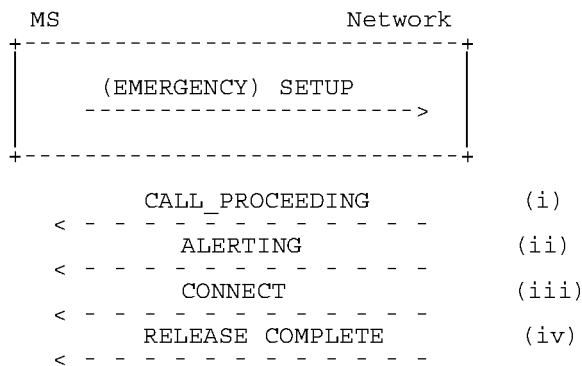 MS Network
(EMERGENCY) SETUP
CALL_PROCEEDING (i)
ALERTING (ii)
CONNECT (iii)
RELEASE COMPLETE (iv)